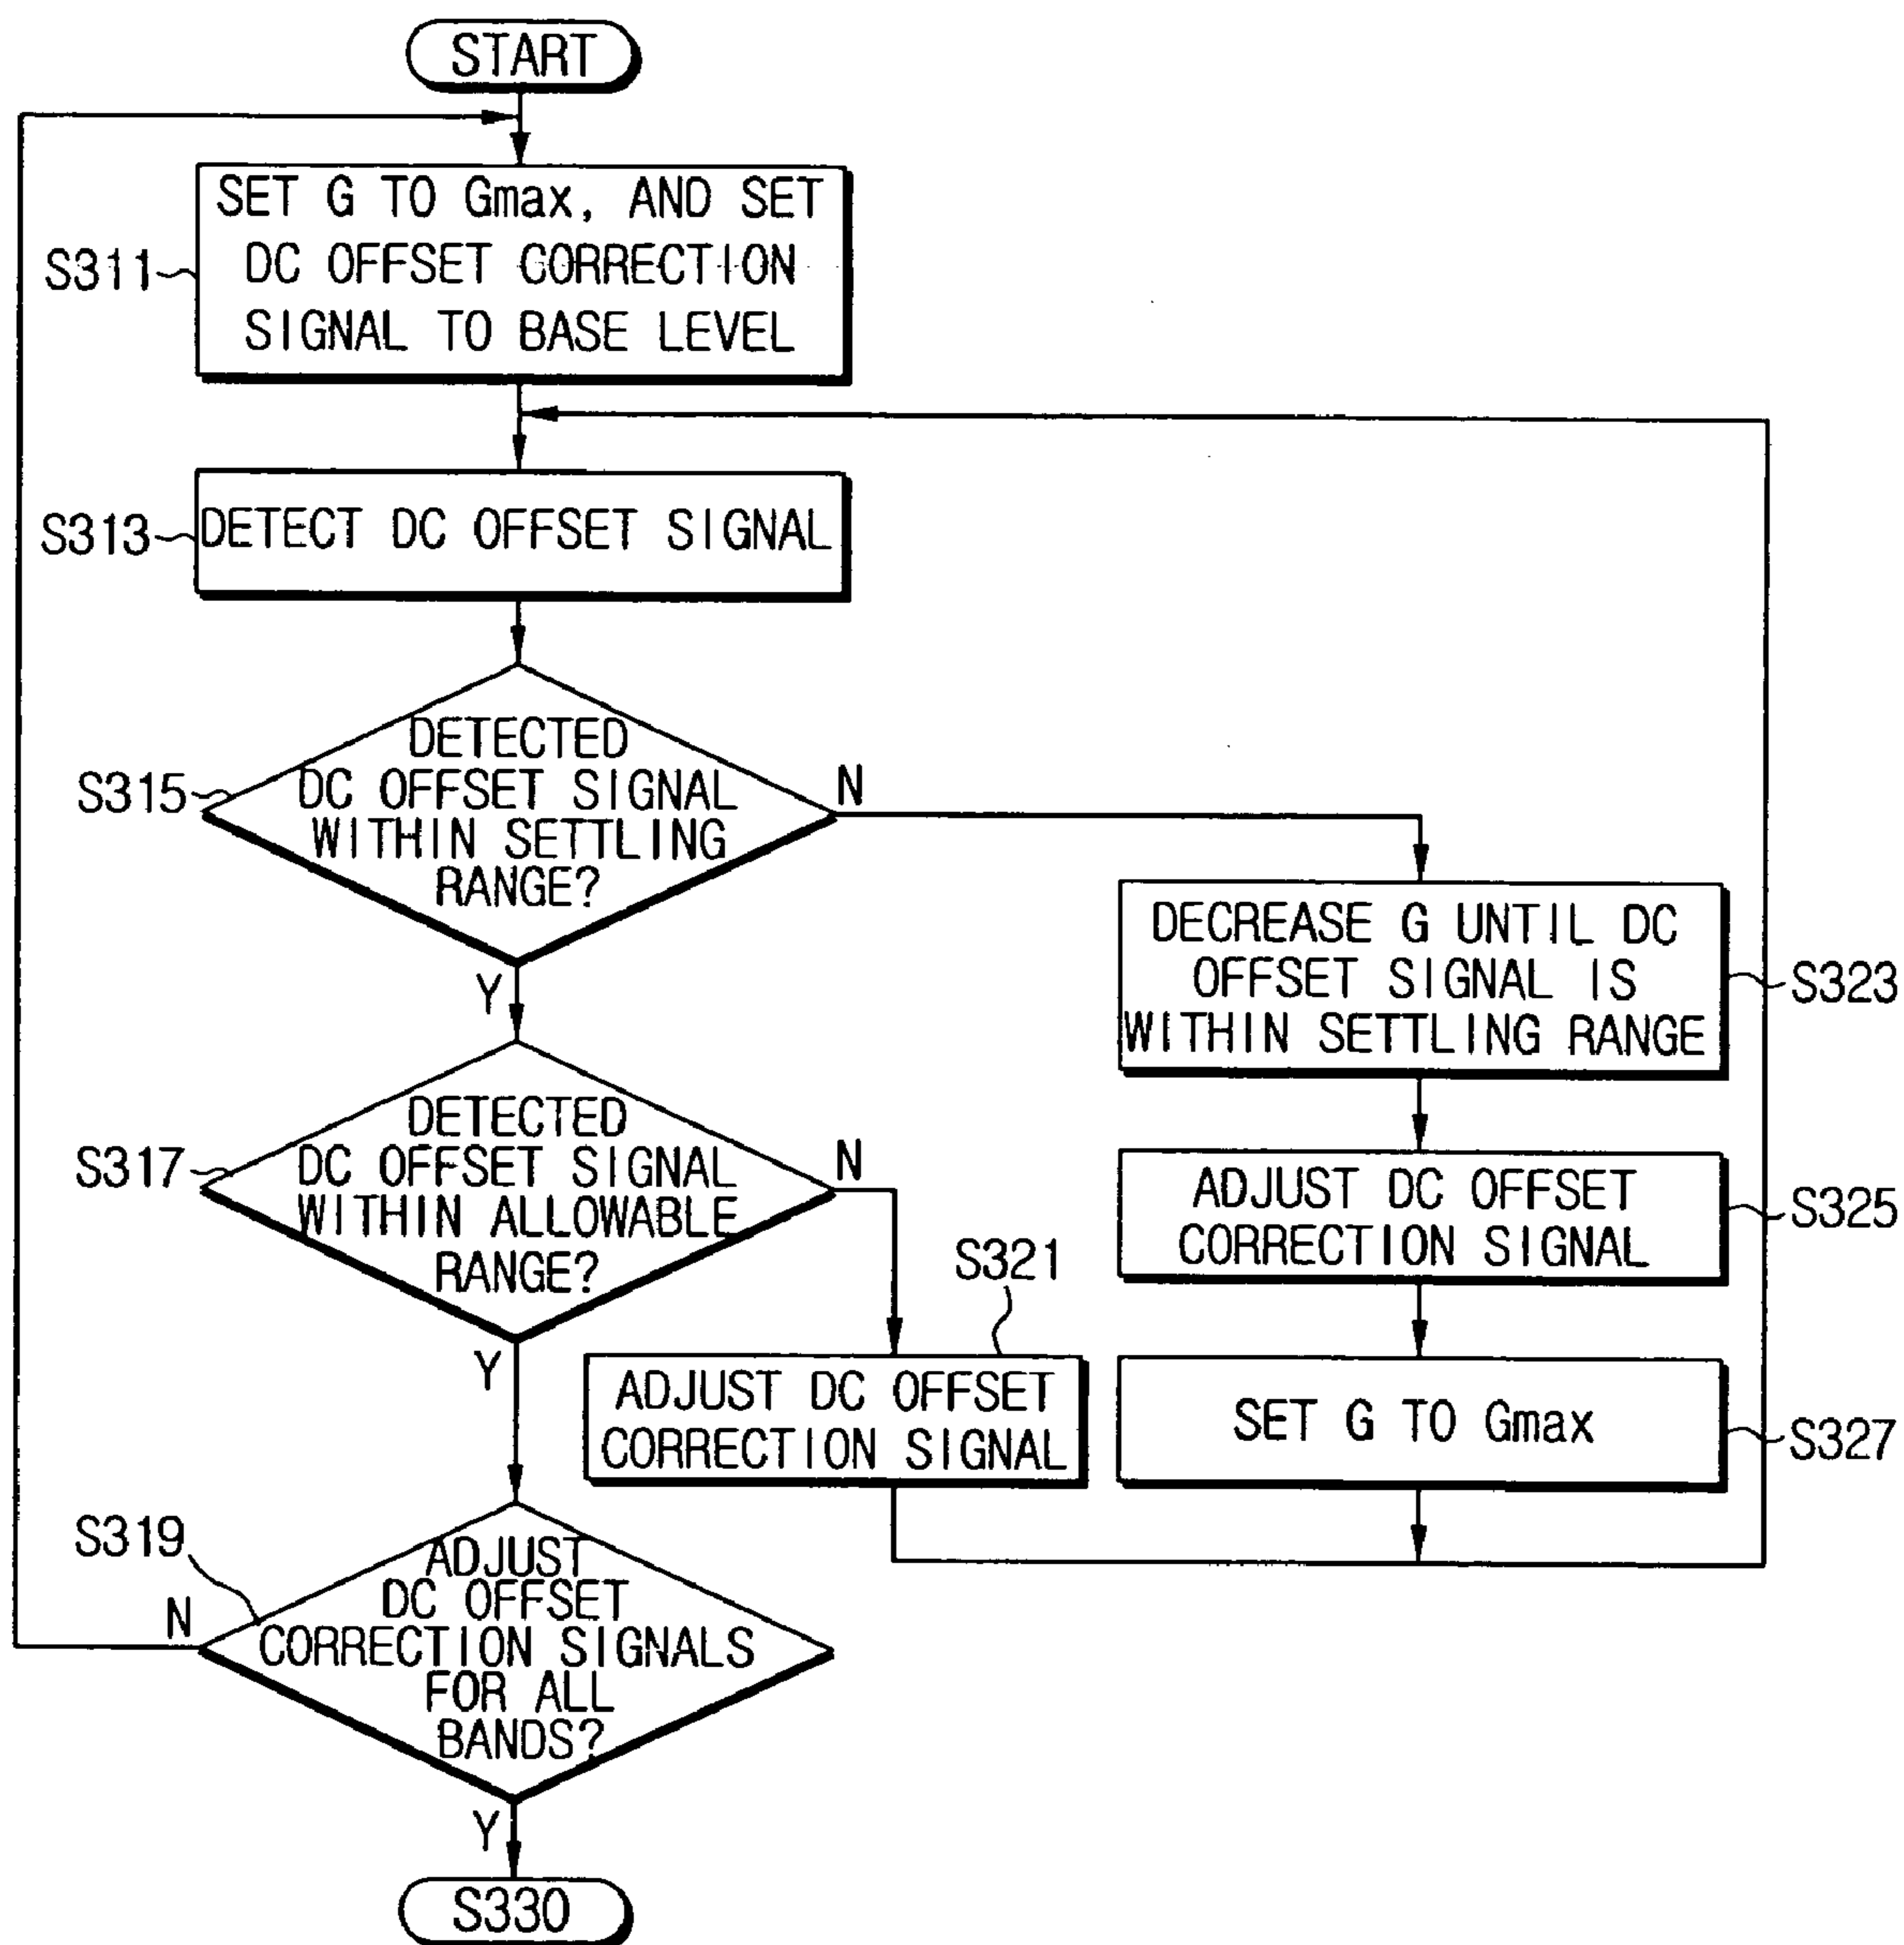 START
SET G TO Gmax, AND SET
DC OFFSET CORRECTION
SIGNAL TO BASE LEVEL
S311
DETECT DC OFFSET SIGNAL
S313
DETECTED
DC OFFSET SIGNAL
WITHIN SETTLING
RANGE?
S315
N
Y
DECREASE G UNTIL DC
OFFSET SIGNAL IS
WITHIN SETTLING RANGE
S323
DETECTED
DC OFFSET SIGNAL
WITHIN ALLOWABLE
RANGE?
S317
N
Y
ADJUST DC OFFSET
CORRECTION SIGNAL
S325
S321
ADJUST DC OFFSET
CORRECTION SIGNAL
SET G TO Gmax
S327
S319
ADJUST
DC OFFSET
CORRECTION SIGNALS
FOR ALL
BANDS?
N
Y
S330